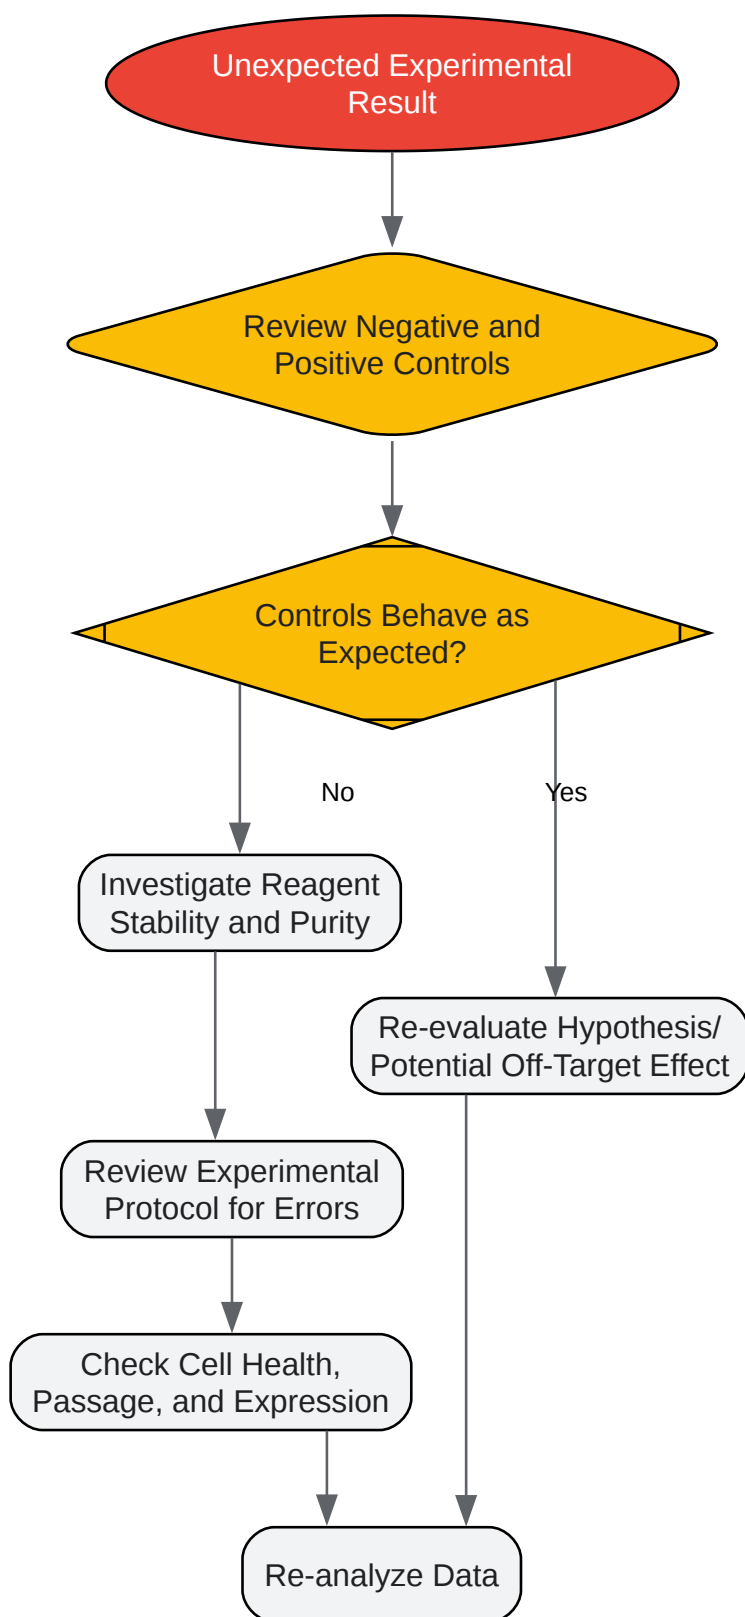 Unexpected Experimental
Result
Review Negative and
Positive Controls
Controls Behave as
Expected?
No
Yes
Investigate Reagent
Stability and Purity
Re-evaluate Hypothesis/
Potential Off-Target Effect
Review Experimental
Protocol for Errors
Check Cell Health,
Passage, and Expression
Re-analyze Data